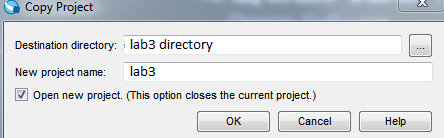 Copy Project
Destination directory: lab3 directory
...
New project name: lab3
Open new project. (This option closes the current project.)
OK Cancel Help